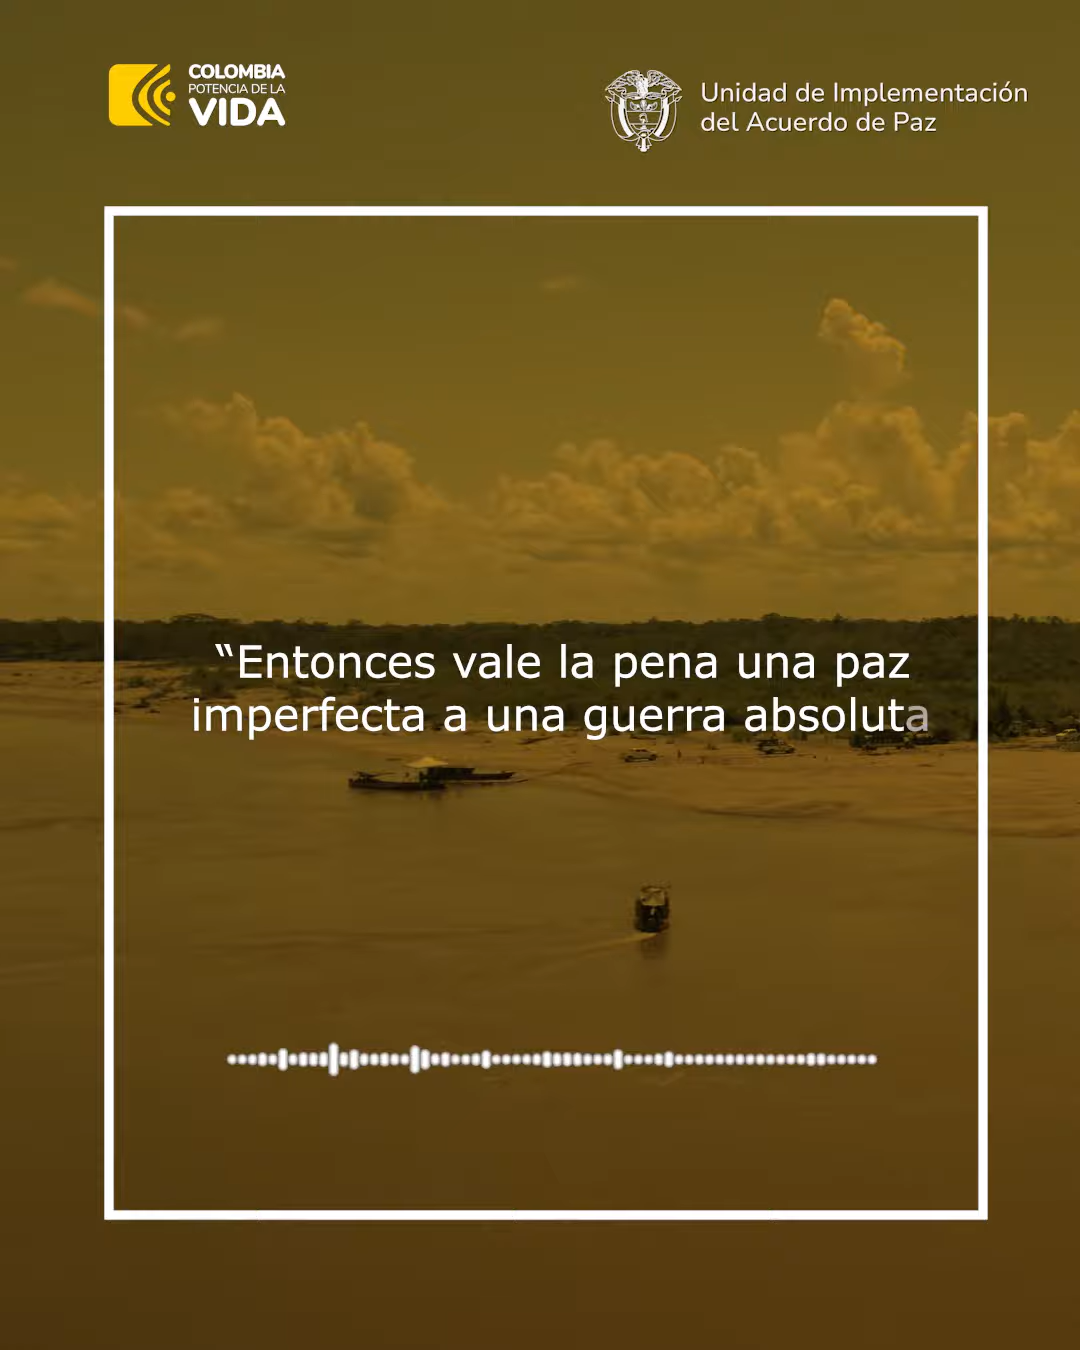 COLOMBIA
POTENCIA DE LA
VIDA
Unidad de Implementación
del Acuerdo de Paz
“Entonces vale la pena una paz
imperfecta a una guerra absoluta